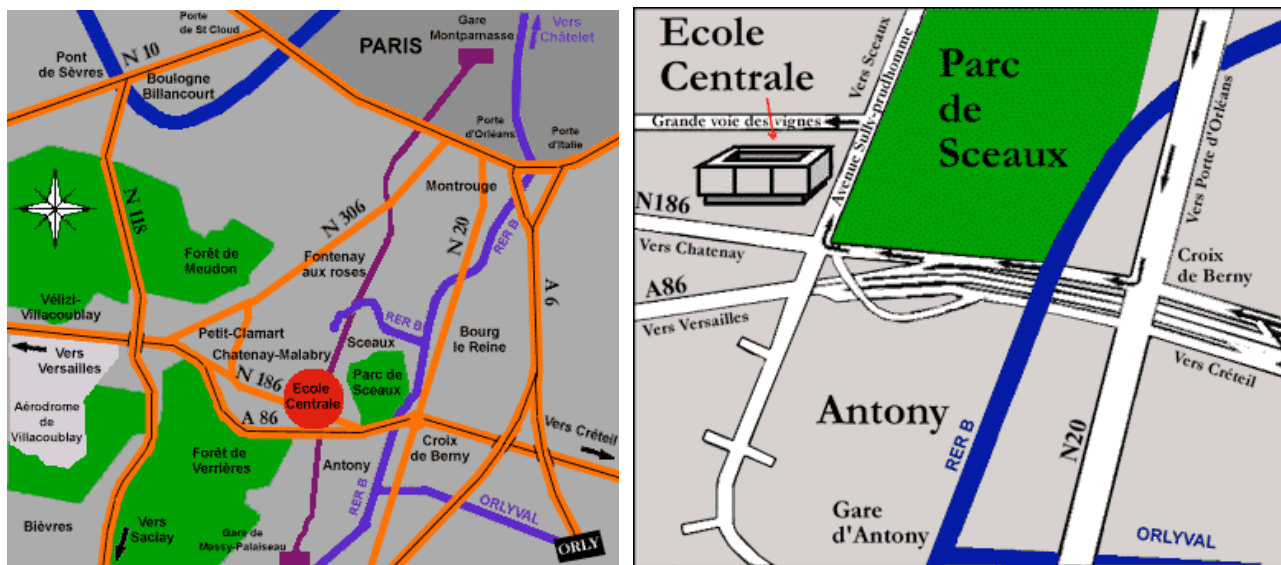 Porte
de St Cloud
Gare
Montparnasse
Vers
Châtelet
PARIS
N 10
Pont
de Sèvres
Boulogne
Billancourt
Porte
d'Orléans
Porte
d'Italie
Montrouge
N 118
N 306
N 20
RER B
A 6
Forêt de
Meudon
Fontenay
aux roses
Vélizi-
Villacoublay
Petit-Clamart
RER B
Bourg
le Reine
Chatenay-Malabry
Sceaux
Vers
Versailles
N 186
Ecole
Centrale
Parc de
Sceaux
Aérodrome
de
Villacoublay
A 86
Vers Créteil
Croix
de Berny
Forêt de
Verrières
Antony
RER B
ORLYVAL
Bièvres
Vers
Saclay
Gare de
Massy-Palaiseau
ORLY
Ecole
Centrale
Vers Sceaux
Parc
de
Sceaux
Grande voie des vignes
Avenue Sully-prudhomme
Vers Porte d'Orléans
N186
Vers Chatenay
Croix
de Berny
A86
Vers Versailles
Vers Créteil
Antony
RER B
N20
Gare
d'Antony
ORLYVAL